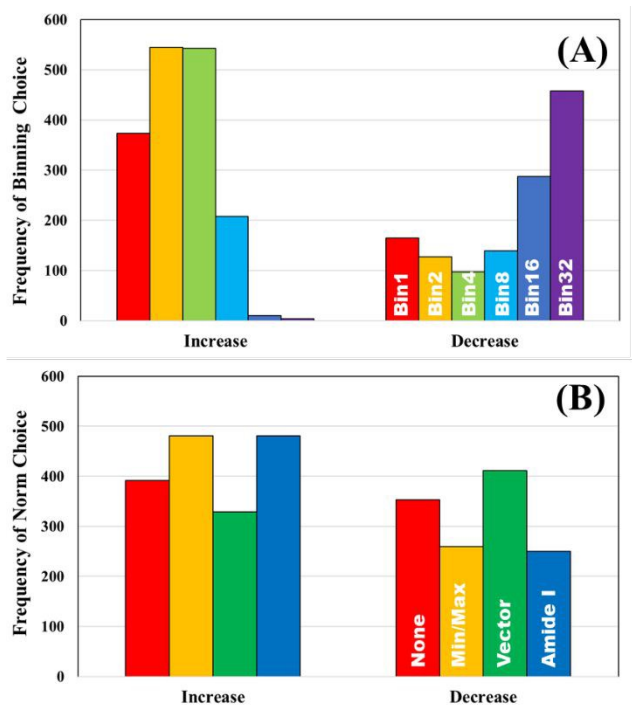 (A)
Frequency of Binning Choice
600
500
400
300
200
100
0
Bin1
Bin2
Bin4
Bin8
Bin16
Bin32
Increase
Decrease
(B)
Frequency of Norm Choice
600
500
400
300
200
100
0
None
Min/Max
Vector
Amide I
Increase
Decrease